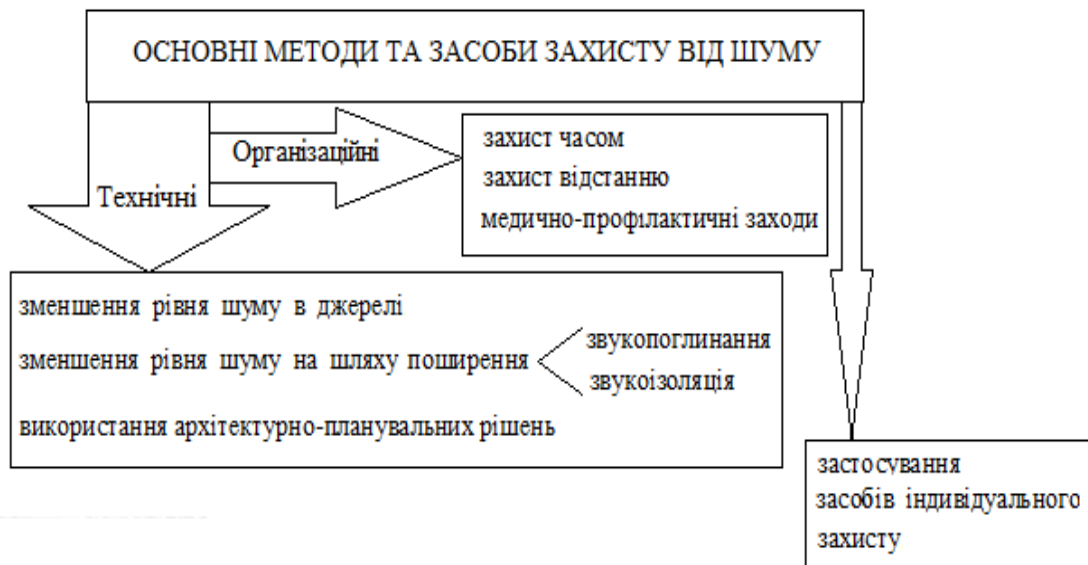 ОСНОВНІ МЕТОДИ ТА ЗАСОБИ ЗАХИСТУ ВІД ШУМУ
Організаційні
захист часом
захист відстанню
медично-профілактичні заходи
Технічні
зменшення рівня шуму в джерелі
зменшення рівня шуму на шляху поширення
звукопоглинання
звукоізоляція
використання архітектурно-планувальних рішень
застосування
засобів індивідуального
захисту